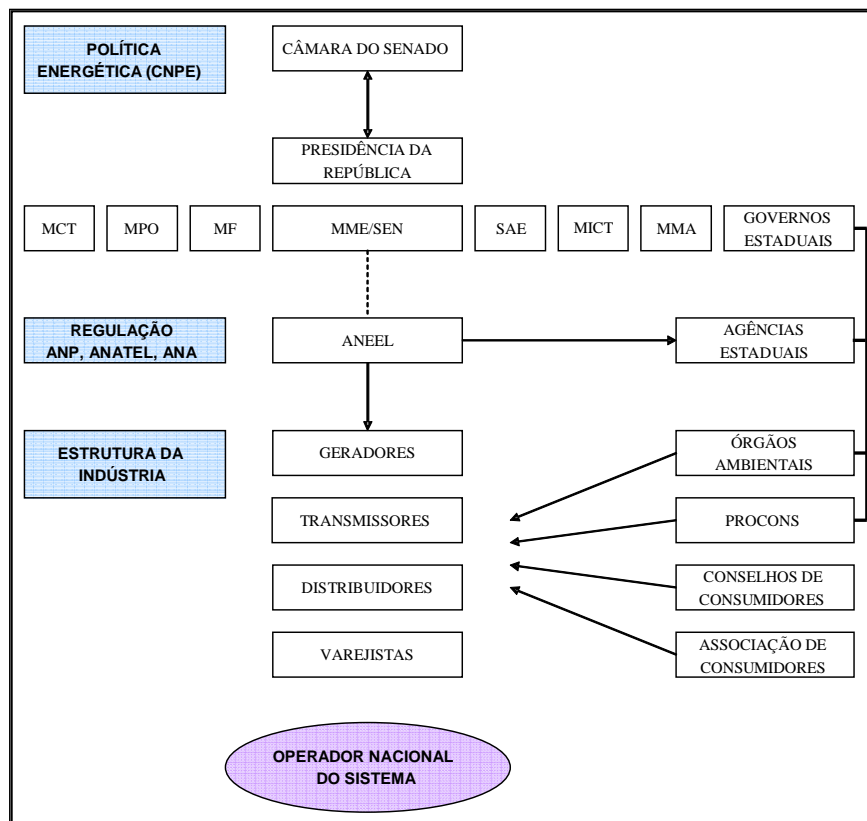 POLÍTICA
ENERGÉTICA (CNPE)
CÂMARA DO SENADO
PRESIDÊNCIA DA
REPÚBLICA
MCT
MPO
MF
MME/SEN
SAE
MICT
MMA
GOVERNOS
ESTADUAIS
REGULAÇÃO
ANP, ANATEL, ANA
ANEEL
AGÊNCIAS
ESTADUAIS
ESTRUTURA DA
INDÚSTRIA
GERADORES
ÓRGÃOS
AMBIENTAIS
TRANSMISSORES
PROCONS
DISTRIBUIDORES
CONSELHOS DE
CONSUMIDORES
VAREJISTAS
ASSOCIAÇÃO DE
CONSUMIDORES
OPERADOR NACIONAL
DO SISTEMA